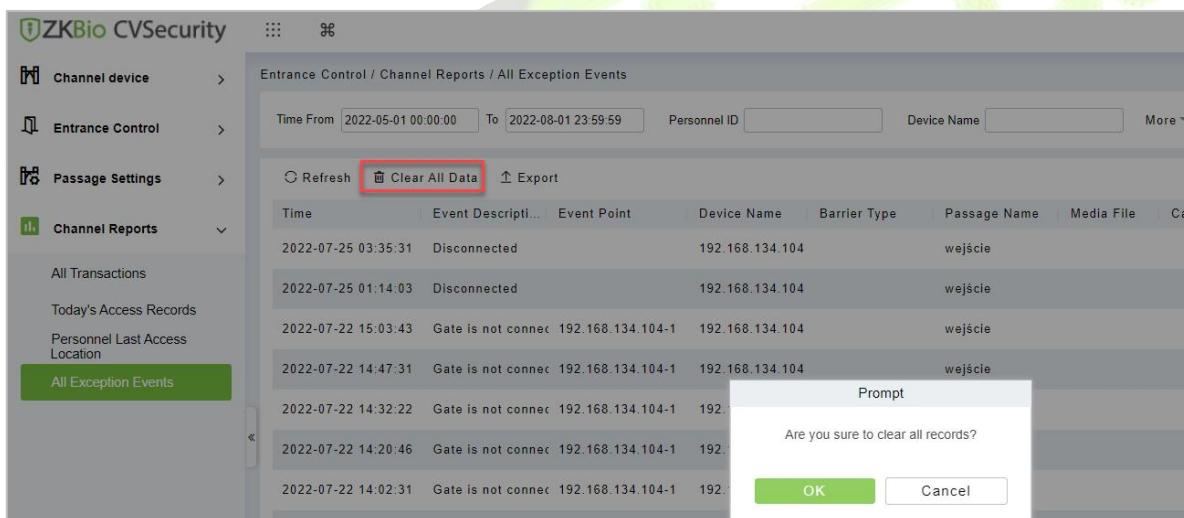 ZKBio CVSecurity
Channel device
Entrance Control
Passage Settings
Channel Reports
All Transactions
Today's Access Records
Personnel Last Access
Location
All Exception Events
Entrance Control / Channel Reports / All Exception Events
Time From 2022-05-01 00:00:00 To 2022-08-01 23:59:59 Personnel ID Device Name More
Refresh Clear All Data Export
Time Event Descripti... Event Point Device Name Barrier Type Passage Name Media File
2022-07-25 03:35:31 Disconnected 192.168.134.104 wejście
2022-07-25 01:14:03 Disconnected 192.168.134.104 wejście
2022-07-22 15:03:43 Gate is not connec 192.168.134.104-1 192.168.134.104 wejście
2022-07-22 14:47:31 Gate is not connec 192.168.134.104-1 192.168.134.104 wejście
2022-07-22 14:32:22 Gate is not connec 192.168.134.104-1 192.
2022-07-22 14:20:46 Gate is not connec 192.168.134.104-1 192.
2022-07-22 14:02:31 Gate is not connec 192.168.134.104-1 192.
Prompt
Are you sure to clear all records?
OK Cancel